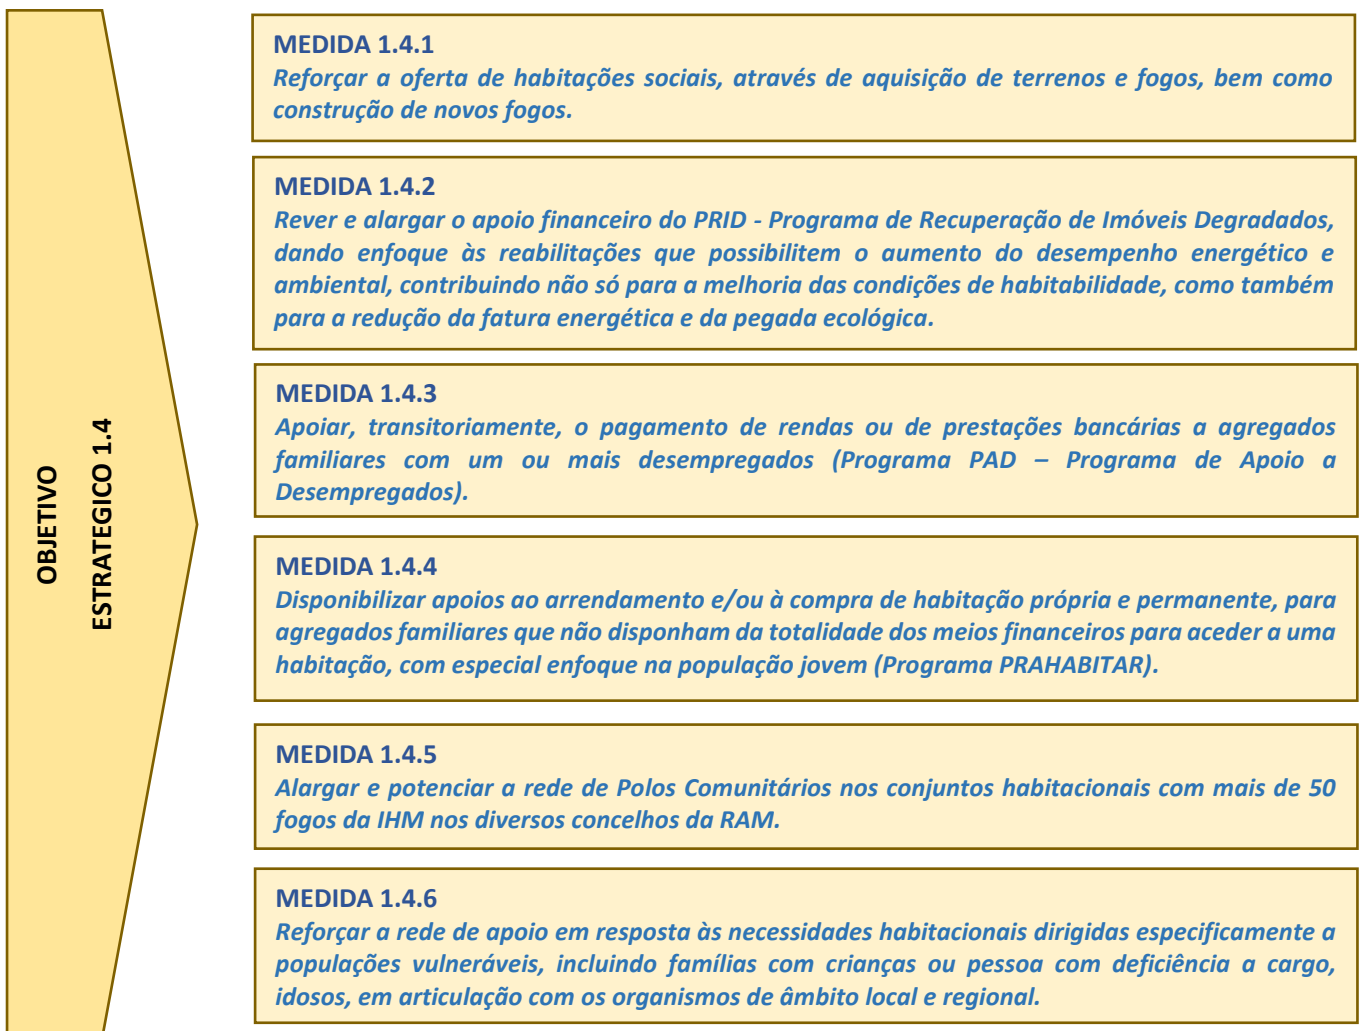 OBJETIVO
ESTRATEGICO 1.4
MEDIDA 1.4.1
Reforçar a oferta de habitações sociais, através de aquisição de terrenos e fogos, bem como
construção de novos fogos.
MEDIDA 1.4.2
Rever e alargar o apoio financeiro do PRID - Programa de Recuperação de Imóveis Degradados,
dando enfoque às reabilitações que possibilitem o aumento do desempenho energético e
ambiental, contribuindo não só para a melhoria das condições de habitabilidade, como também
para a redução da fatura energética e da pegada ecológica.
MEDIDA 1.4.3
Apoiar, transitoriamente, o pagamento de rendas ou de prestações bancárias a agregados
familiares com um ou mais desempregados (Programa PAD – Programa de Apoio a
Desempregados).
MEDIDA 1.4.4
Disponibilizar apoios ao arrendamento e/ou à compra de habitação própria e permanente, para
agregados familiares que não disponham da totalidade dos meios financeiros para aceder a uma
habitação, com especial enfoque na população jovem (Programa PRAHABITAR).
MEDIDA 1.4.5
Alargar e potenciar a rede de Polos Comunitários nos conjuntos habitacionais com mais de 50
fogos da IHM nos diversos concelhos da RAM.
MEDIDA 1.4.6
Reforçar a rede de apoio em resposta às necessidades habitacionais dirigidas especificamente a
populações vulneráveis, incluindo famílias com crianças ou pessoa com deficiência a cargo,
idosos, em articulação com os organismos de âmbito local e regional.